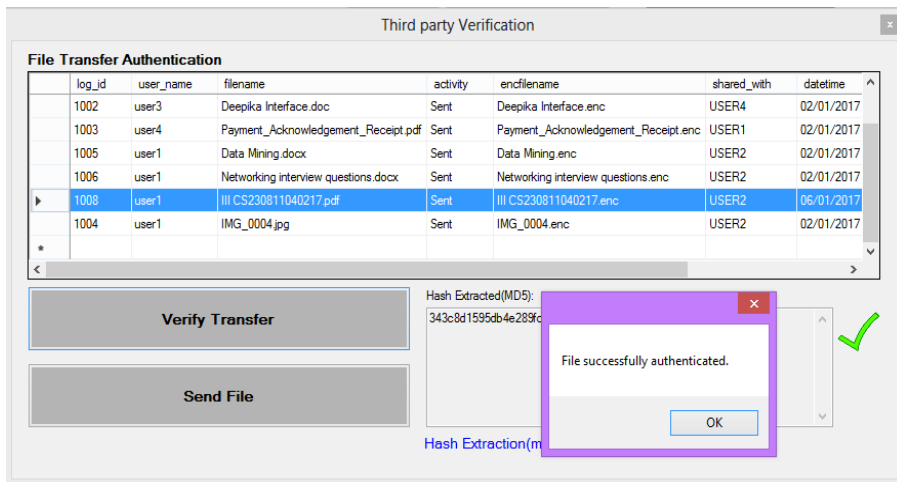 Third party Verification
x
File Transfer Authentication
log_id user_name filename activity encfilename shared_with datetime
1002 user3 Deepika Interface.doc Sent Deepika Interface.enc USER4 02/01/2017
1003 user4 Payment_Acknowledgement_Receipt.pdf Sent Payment_Acknowledgement_Receipt.enc USER1 02/01/2017
1005 user1 Data Mining.docx Sent Data Mining.enc USER2 02/01/2017
1006 user1 Networking interview questions.docx Sent Networking interview questions.enc USER2 02/01/2017
1008 user1 III CS230811040217.pdf Sent III CS230811040217.enc USER2 06/01/2017
1004 user1 IMG_0004.jpg Sent IMG_0004.enc USER2 02/01/2017
*
Verify Transfer
Send File
Hash Extracted(MD5):
343c8d1595db4e289fc
Hash Extraction(m
File successfully authenticated.
OK